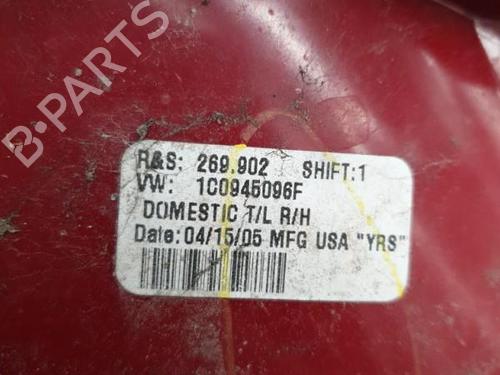 B-PARTS
R&S: 269.902 SHIFT:1
VW: 1C0945096F
DOMESTIC T/L R/H
Date:04/15/05 MFG USA "YRS"